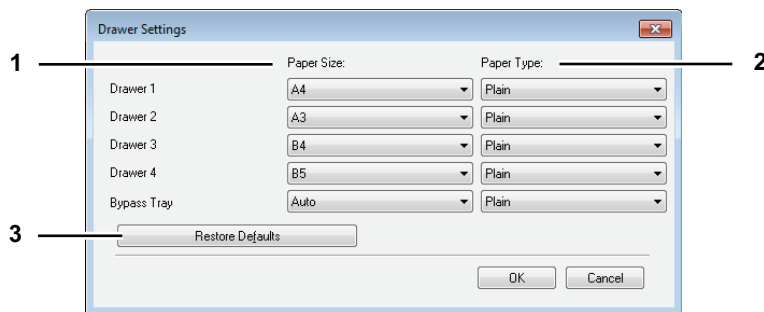 Drawer Settings
1 Paper Size: Paper Type: 2
Drawer 1 A4 Plain
Drawer 2 A3 Plain
Drawer 3 B4 Plain
Drawer 4 B5 Plain
Bypass Tray Auto Plain
3 Restore Defaults
OK Cancel